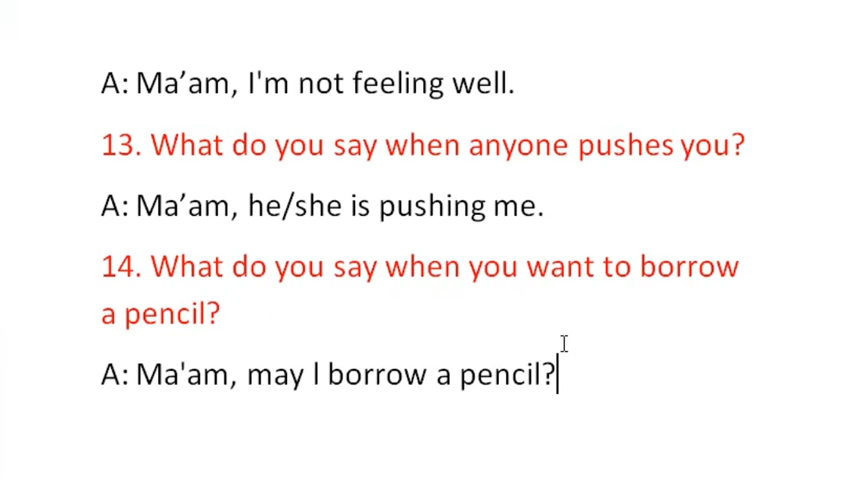 A: Ma’am, I'm not feeling well.
13. What do you say when anyone pushes you?
A: Ma’am, he/she is pushing me.
14. What do you say when you want to borrow
a pencil?
A: Ma'am, may I borrow a pencil?